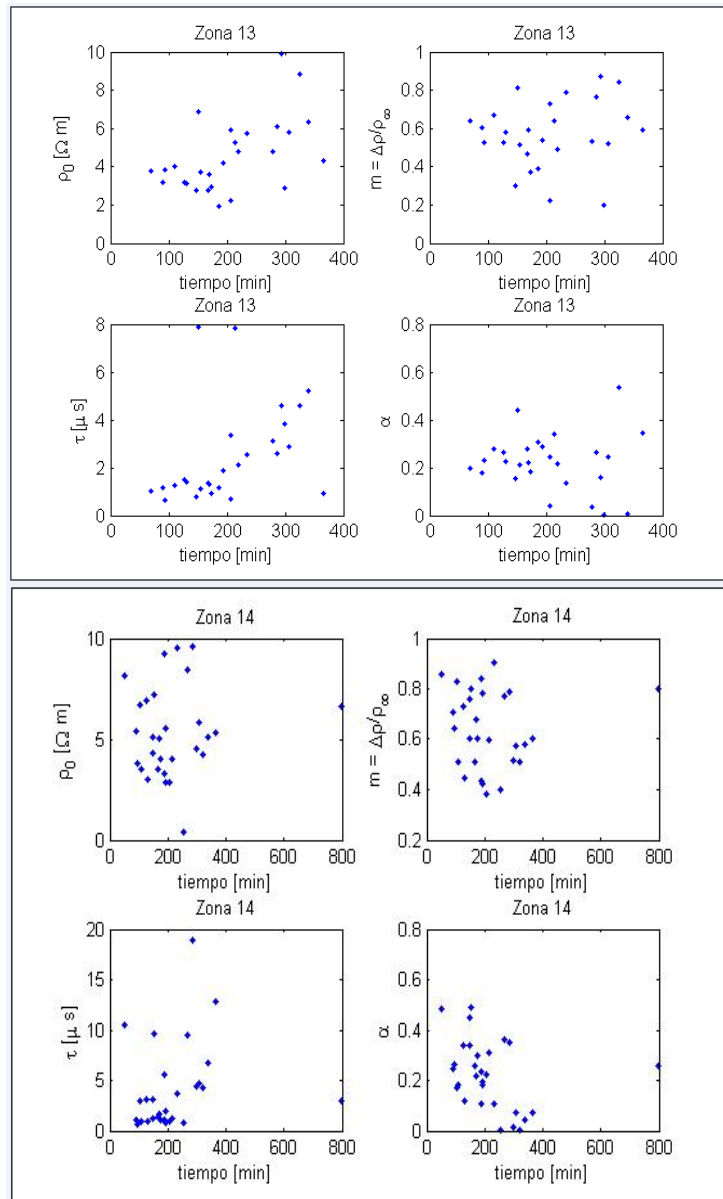 Zona 13
Zona 13
10
8
6
4
2
0
ρ₀ [Ω m]
0 100 200 300 400
tiempo [min]
1
0.8
0.6
0.4
0.2
0
m = Δρ/ρ∞
0 100 200 300 400
tiempo [min]
Zona 13
Zona 13
8
6
4
2
0
τ [μ s]
0 100 200 300 400
tiempo [min]
0.8
0.6
0.4
0.2
0
α
0 100 200 300 400
tiempo [min]
Zona 14
Zona 14
10
5
0
ρ₀ [Ω m]
0 200 400 600 800
tiempo [min]
1
0.8
0.6
0.4
0.2
m = Δρ/ρ∞
0 200 400 600 800
tiempo [min]
Zona 14
Zona 14
20
15
10
5
0
τ [μ s]
0 200 400 600 800
tiempo [min]
0.8
0.6
0.4
0.2
0
α
0 200 400 600 800
tiempo [min]